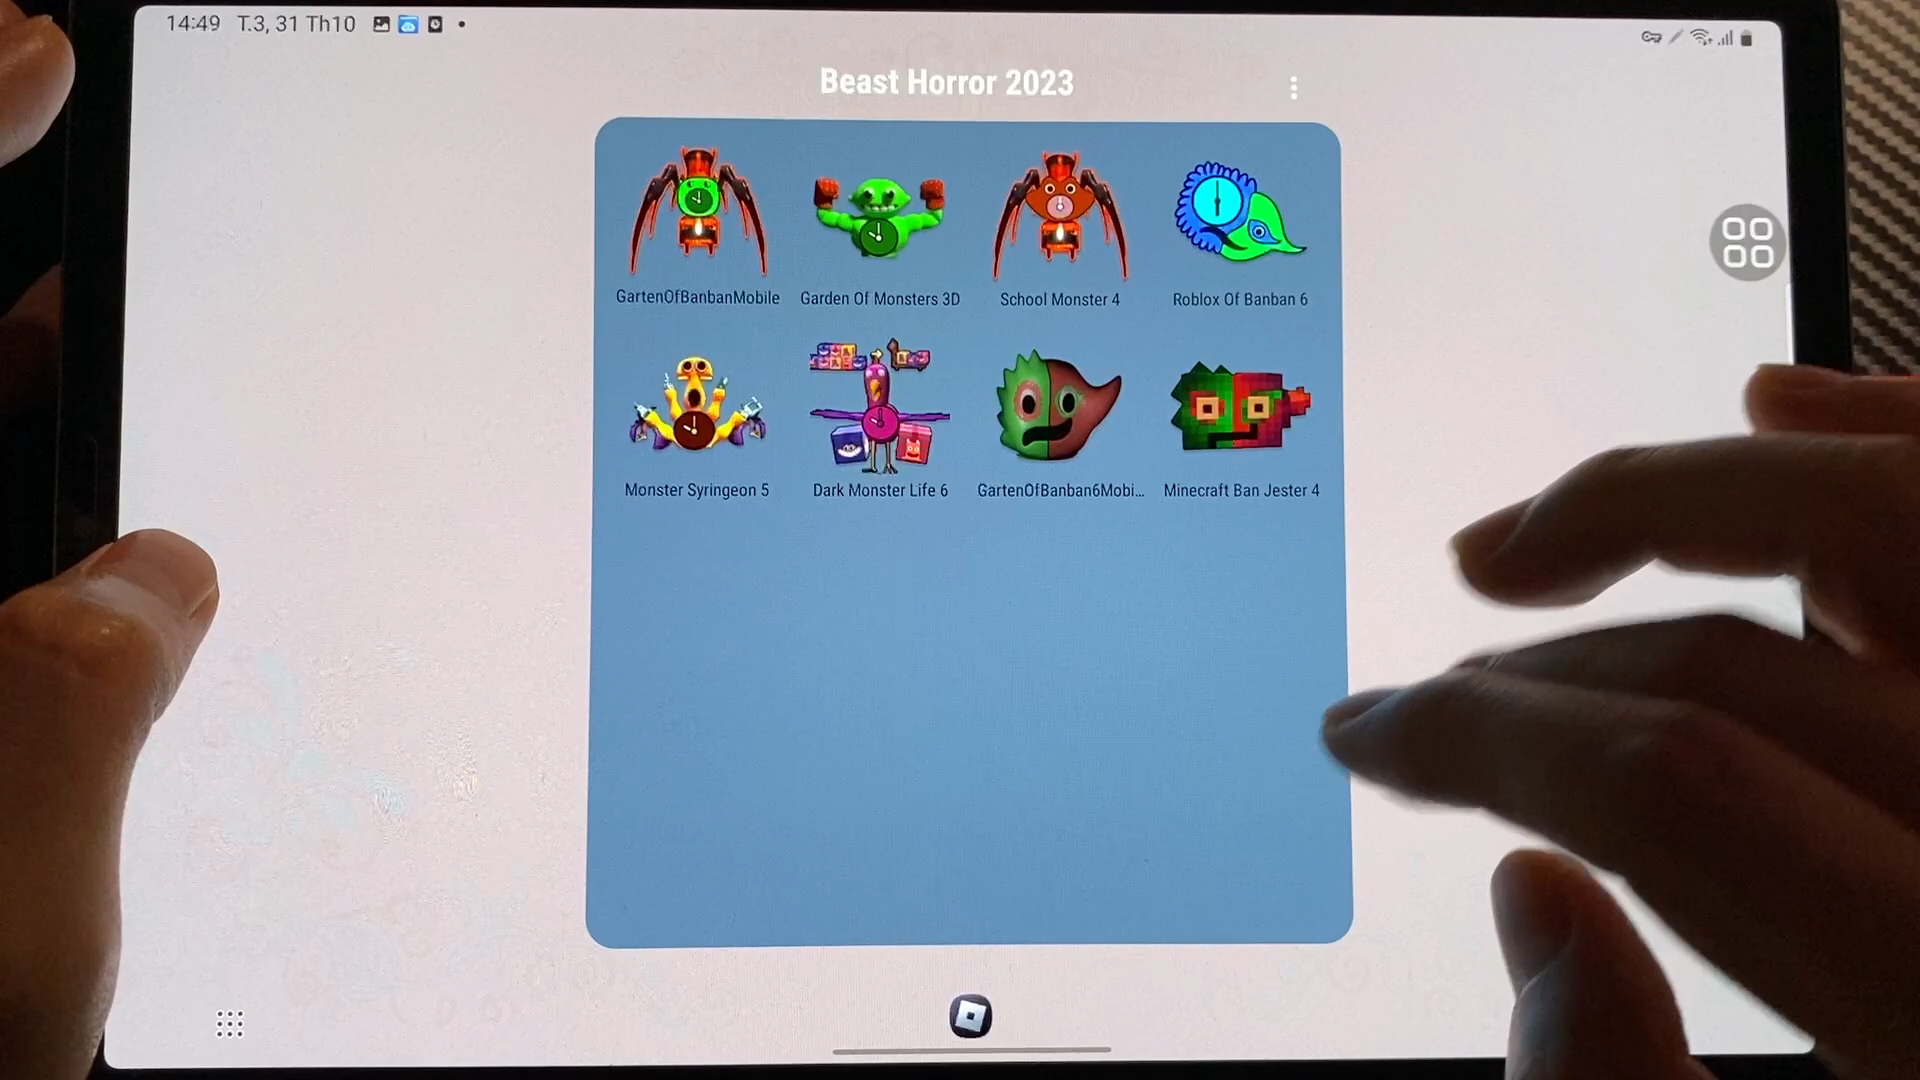 14:49 T.3, 31 Th10
Beast Horror 2023
GartenOfBanbanMobile Garden Of Monsters 3D School Monster 4 Roblox Of Banban 6
Monster Syringeon 5 Dark Monster Life 6 GartenOfBanban6Mobi... Minecraft Ban Jester 4